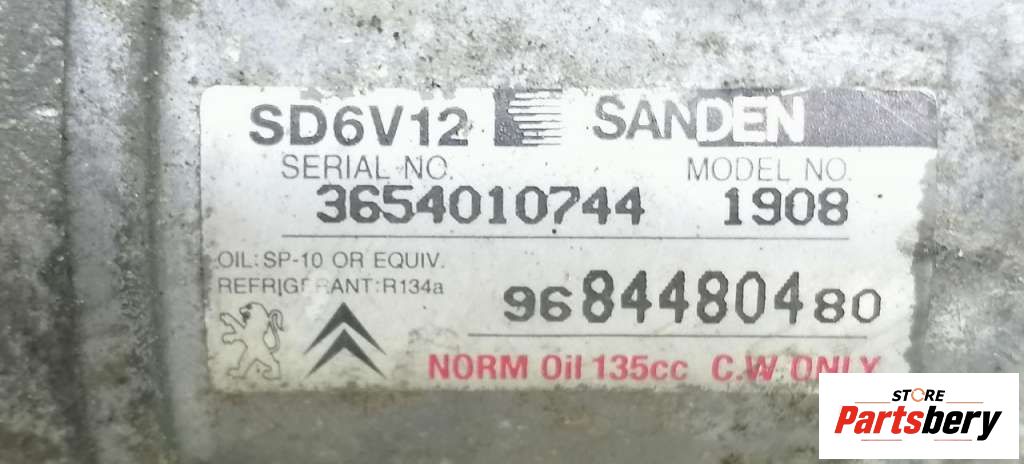 SD6V12 SANDEN
SERIAL NO. MODEL NO.
3654010744 1908
OIL:SP-10 OR EQUIV.
REFRIGERANT:R134a
9684480480
NORM Oil 135cc C.W ONLY
STORE
Partsbery